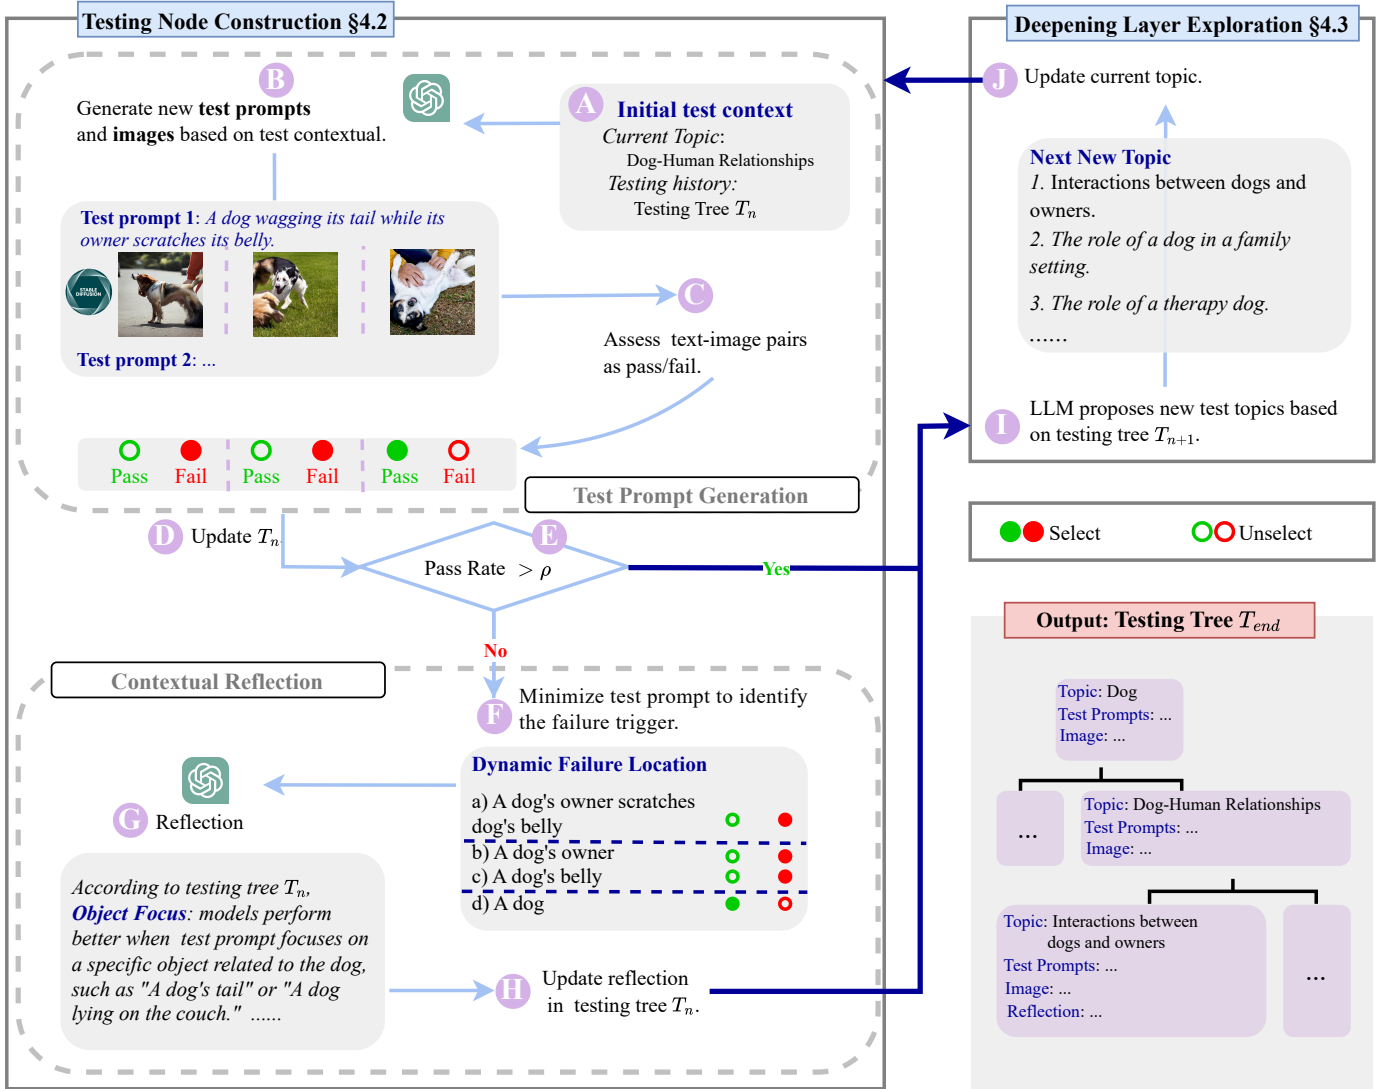 Testing Node Construction §4.2
B
Generate new test prompts
and images based on test contextual.
A
Initial test context
Current Topic:
Dog-Human Relationships
Testing history:
Testing Tree Tn
Test prompt 1: A dog wagging its tail while its
owner scratches its belly.
STABLE
DIFFUSION
Test prompt 2: ...
C
Assess text-image pairs
as pass/fail.
Pass Fail Pass Fail Pass Fail
Test Prompt Generation
D Update Tn
E
Pass Rate > ρ
Yes
No
Contextual Reflection
F
Minimize test prompt to identify
the failure trigger.
Dynamic Failure Location
a) A dog's owner scratches
dog's belly
b) A dog's owner
c) A dog's belly
d) A dog
G Reflection
According to testing tree Tn,
Object Focus: models perform
better when test prompt focuses on
a specific object related to the dog,
such as "A dog's tail" or "A dog
lying on the couch." ......
H
Update reflection
in testing tree Tn.
Deepening Layer Exploration §4.3
J Update current topic.
Next New Topic
1. Interactions between dogs and
owners.
2. The role of a dog in a family
setting.
3. The role of a therapy dog.
......
I
LLM proposes new test topics based
on testing tree Tn+1.
Select Unselect
Output: Testing Tree Tend
Topic: Dog
Test Prompts: ...
Image: ...
...
Topic: Dog-Human Relationships
Test Prompts: ...
Image: ...
Topic: Interactions between
dogs and owners
Test Prompts: ...
Image: ...
Reflection: ...
...